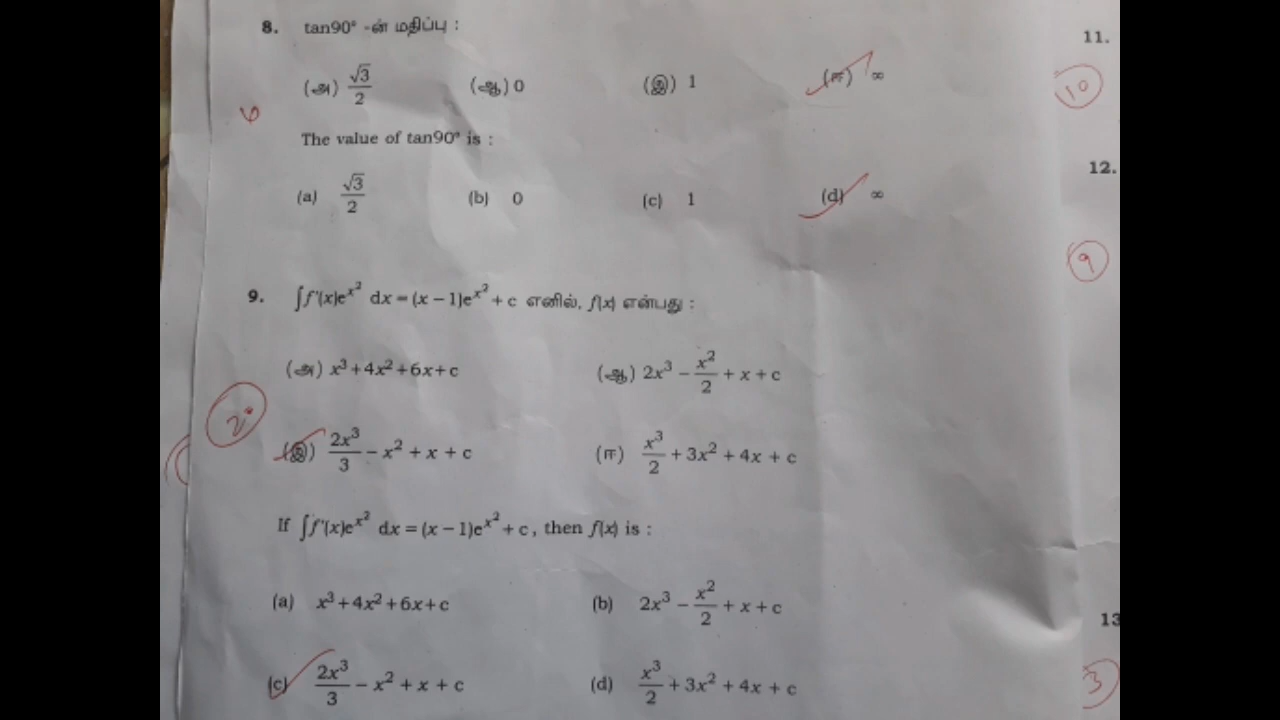 8. tan90° -ன் மதிப்பு :
(அ) √3/2 (ஆ) 0 (இ) 1 (ஈ) ∞
6
The value of tan90° is :
(a) √3/2 (b) 0 (c) 1 (d) ∞
9. ∫f'(x)e^x² dx = (x – 1)e^x² + c எனில், f(x) என்பது :
(அ) x³ + 4x² + 6x + c (ஆ) 2x³ – x²/2 + x + c
(இ) 2x³/3 – x² + x + c (ஈ) x³/2 + 3x² + 4x + c
If ∫f'(x)e^x² dx = (x – 1)e^x² + c, then f(x) is :
(a) x³ + 4x² + 6x + c (b) 2x³ – x²/2 + x + c
(c) 2x³/3 – x² + x + c (d) x³/2 + 3x² + 4x + c
11.
10
12.
9
13
3